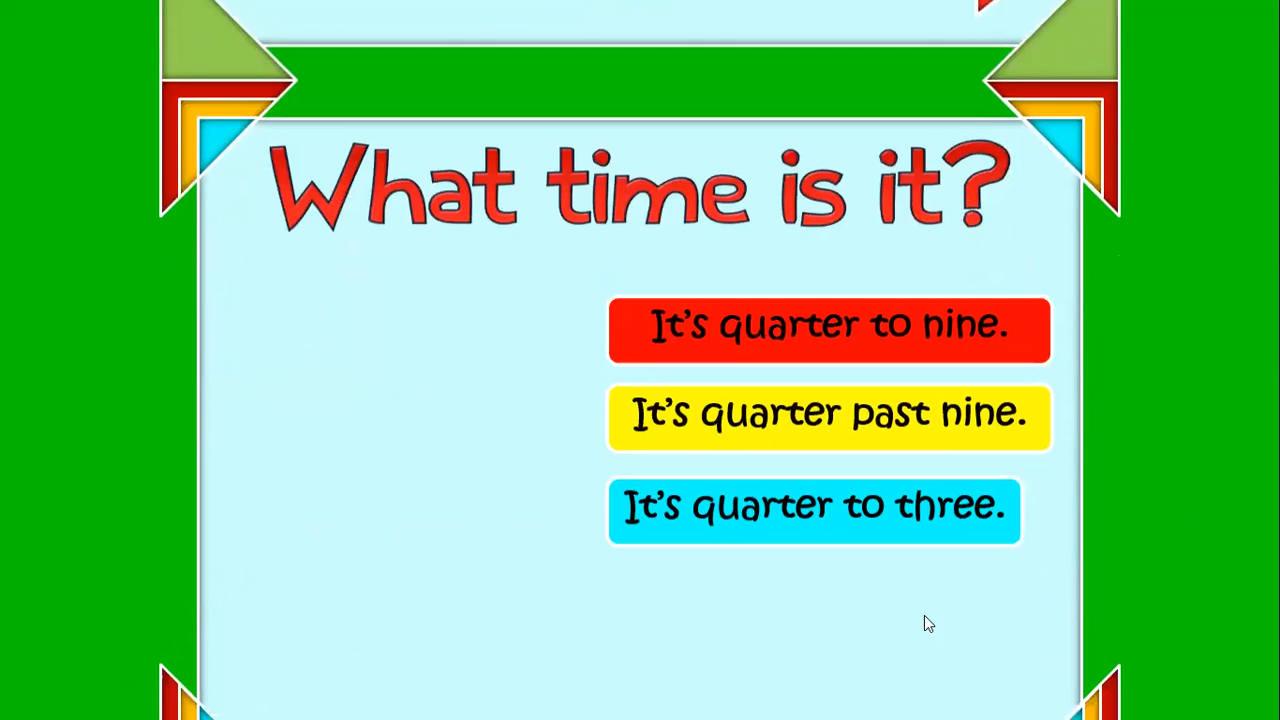 What time is it?
It's quarter to nine.
It's quarter past nine.
It's quarter to three.